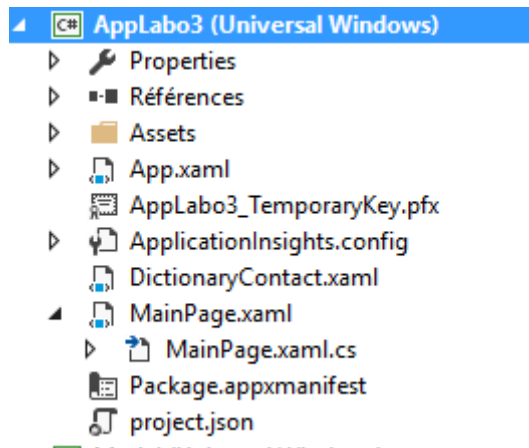 C# AppLabo3 (Universal Windows)
Properties
Références
Assets
App.xaml
AppLabo3_TemporaryKey.pfx
ApplicationInsights.config
DictionaryContact.xaml
MainPage.xaml
MainPage.xaml.cs
Package.appxmanifest
project.json